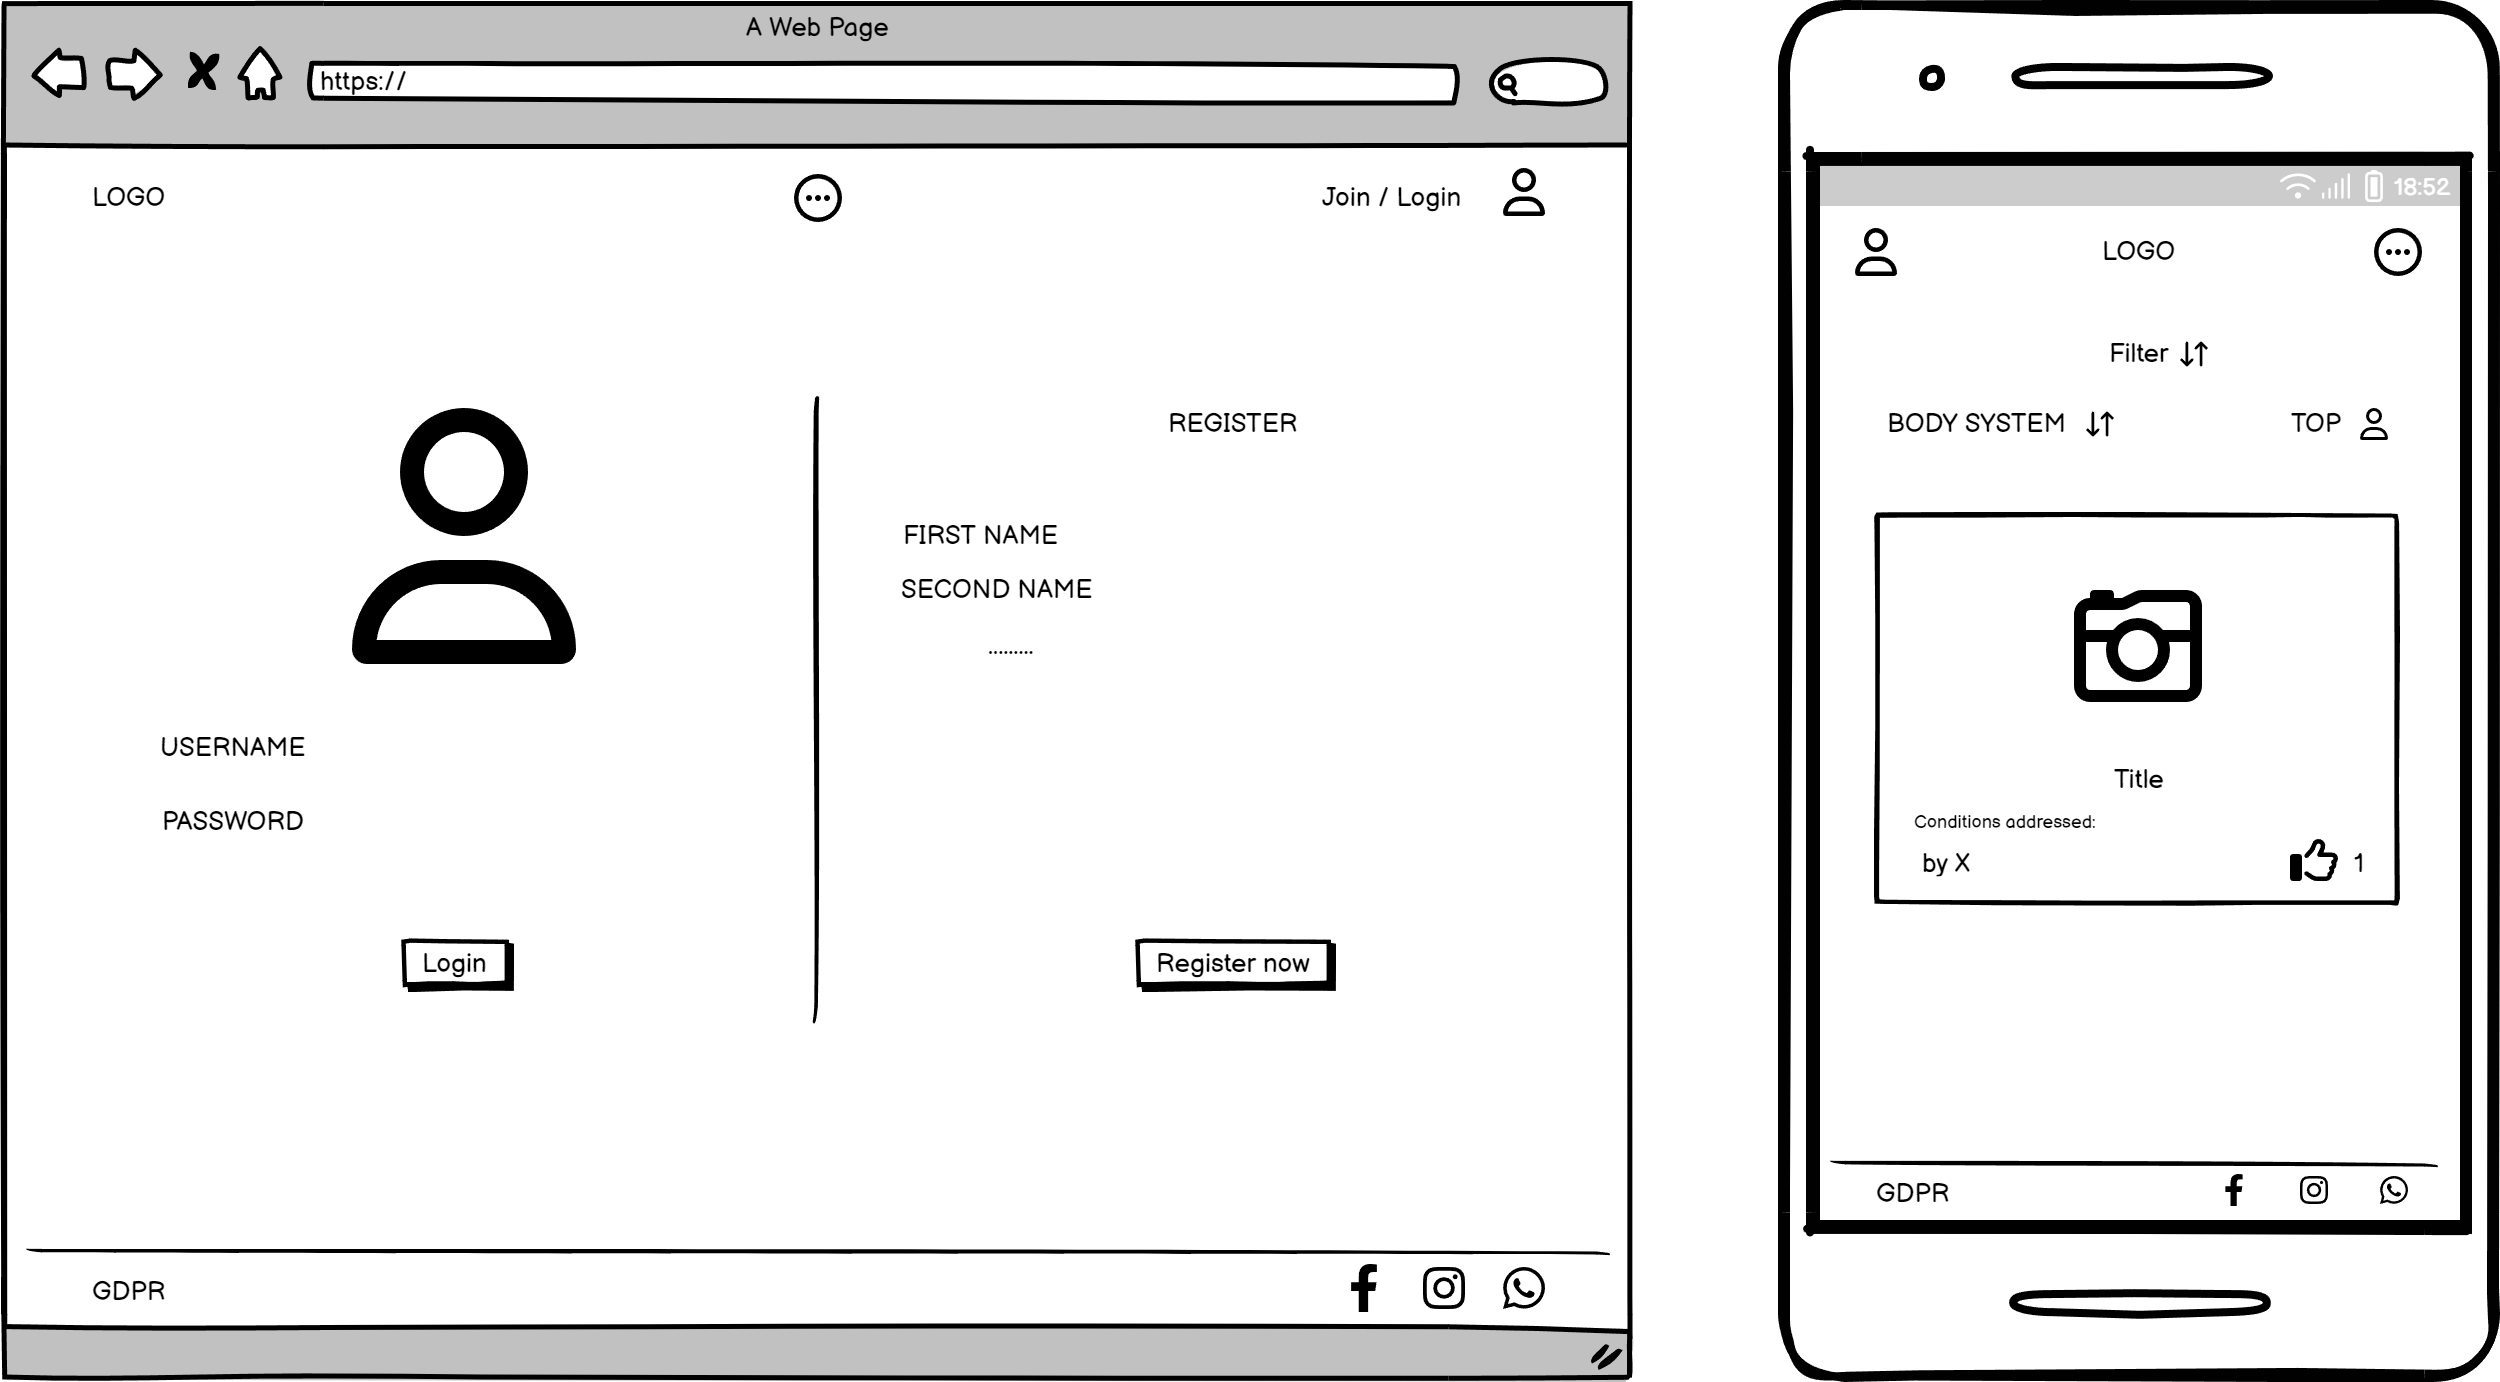 A Web Page
https://
LOGO
Join / Login
REGISTER
FIRST NAME
SECOND NAME
.........
USERNAME
PASSWORD
Login
Register now
GDPR
18:52
LOGO
Filter
BODY SYSTEM
TOP
Title
Conditions addressed:
by X
1
GDPR